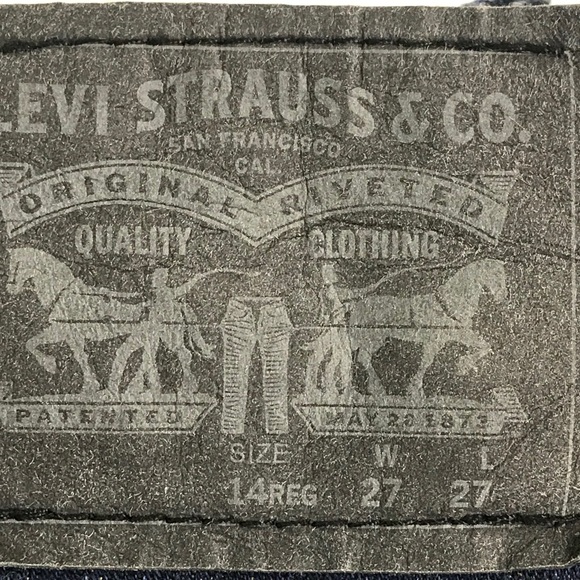 LEVI STRAUSS & CO.
SAN FRANCISCO
CAL
ORIGINAL RIVETED
QUALITY CLOTHING
PATENTED MAY 20 1873
SIZE W L
14REG 27 27